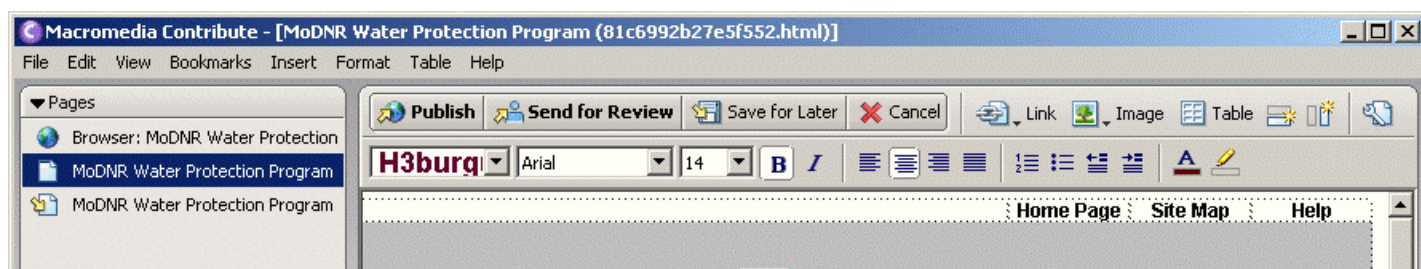 Macromedia Contribute - [MoDNR Water Protection Program (81c6992b27e5f552.html)]
File Edit View Bookmarks Insert Format Table Help
Pages
Publish Send for Review Save for Later Cancel Link Image Table
Browser: MoDNR Water Protection
H3burg Arial 14 B I A
MoDNR Water Protection Program
MoDNR Water Protection Program
Home Page Site Map Help